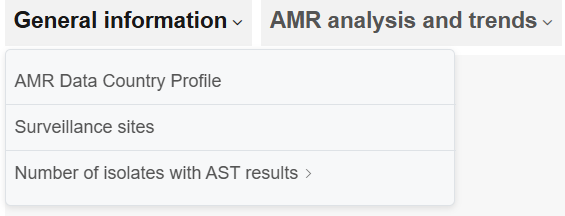 General information AMR analysis and trends
AMR Data Country Profile
Surveillance sites
Number of isolates with AST results